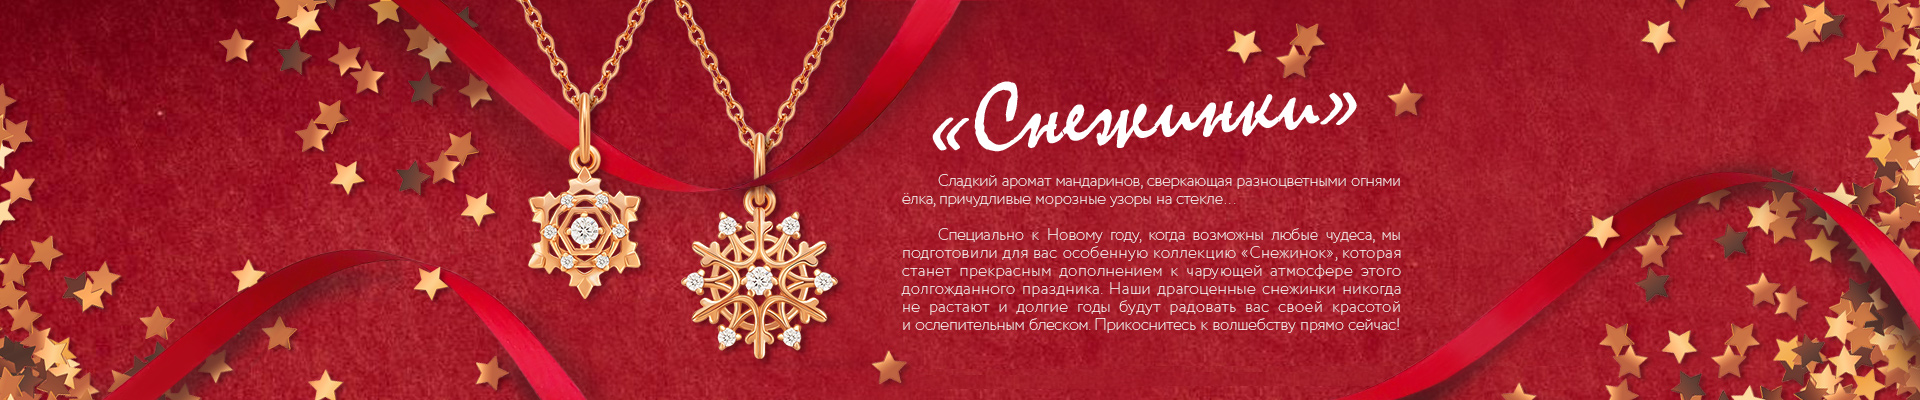 «Снежинки»
Сладкий аромат мандаринов, сверкающая разноцветными огнями
ёлка, причудливые морозные узоры на стекле...
Специально к Новому году, когда возможны любые чудеса, мы
подготовили для вас особенную коллекцию «Снежинок», которая
станет прекрасным дополнением к чарующей атмосфере этого
долгожданного праздника. Наши драгоценные снежинки никогда
не растают и долгие годы будут радовать вас своей красотой
и ослепительным блеском. Прикоснитесь к волшебству прямо сейчас!